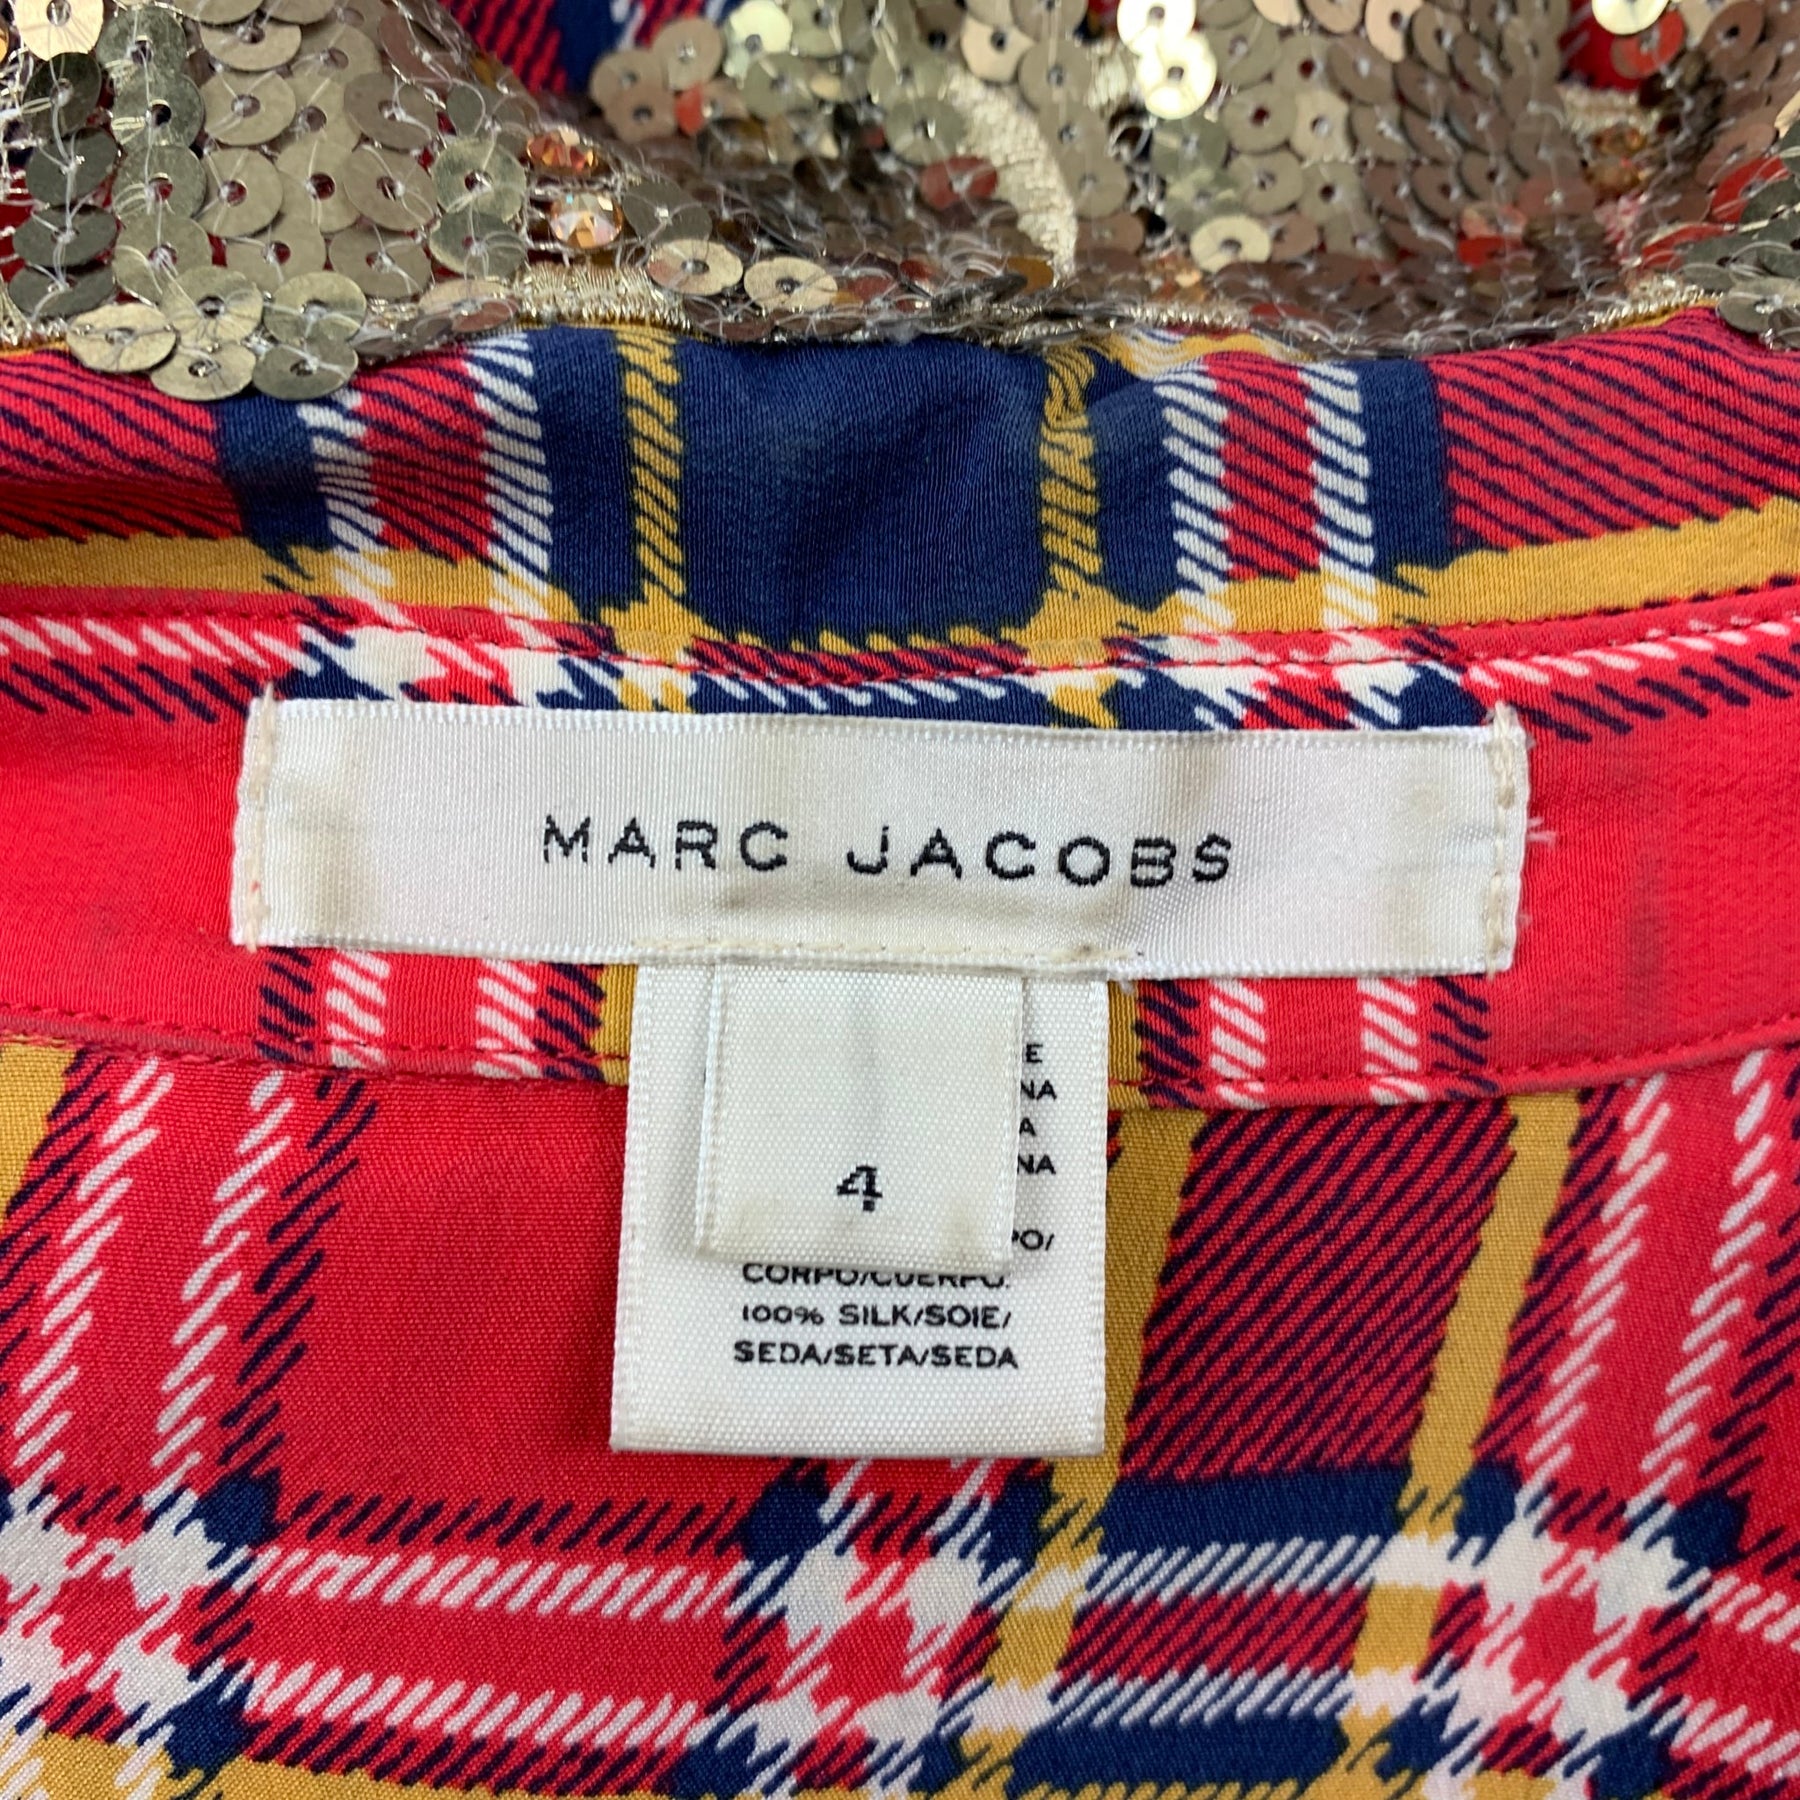 MARC JACOBS
4
CORPO/CUERPO:
100% SILK/SOIE/
SEDA/SETA/SEDA